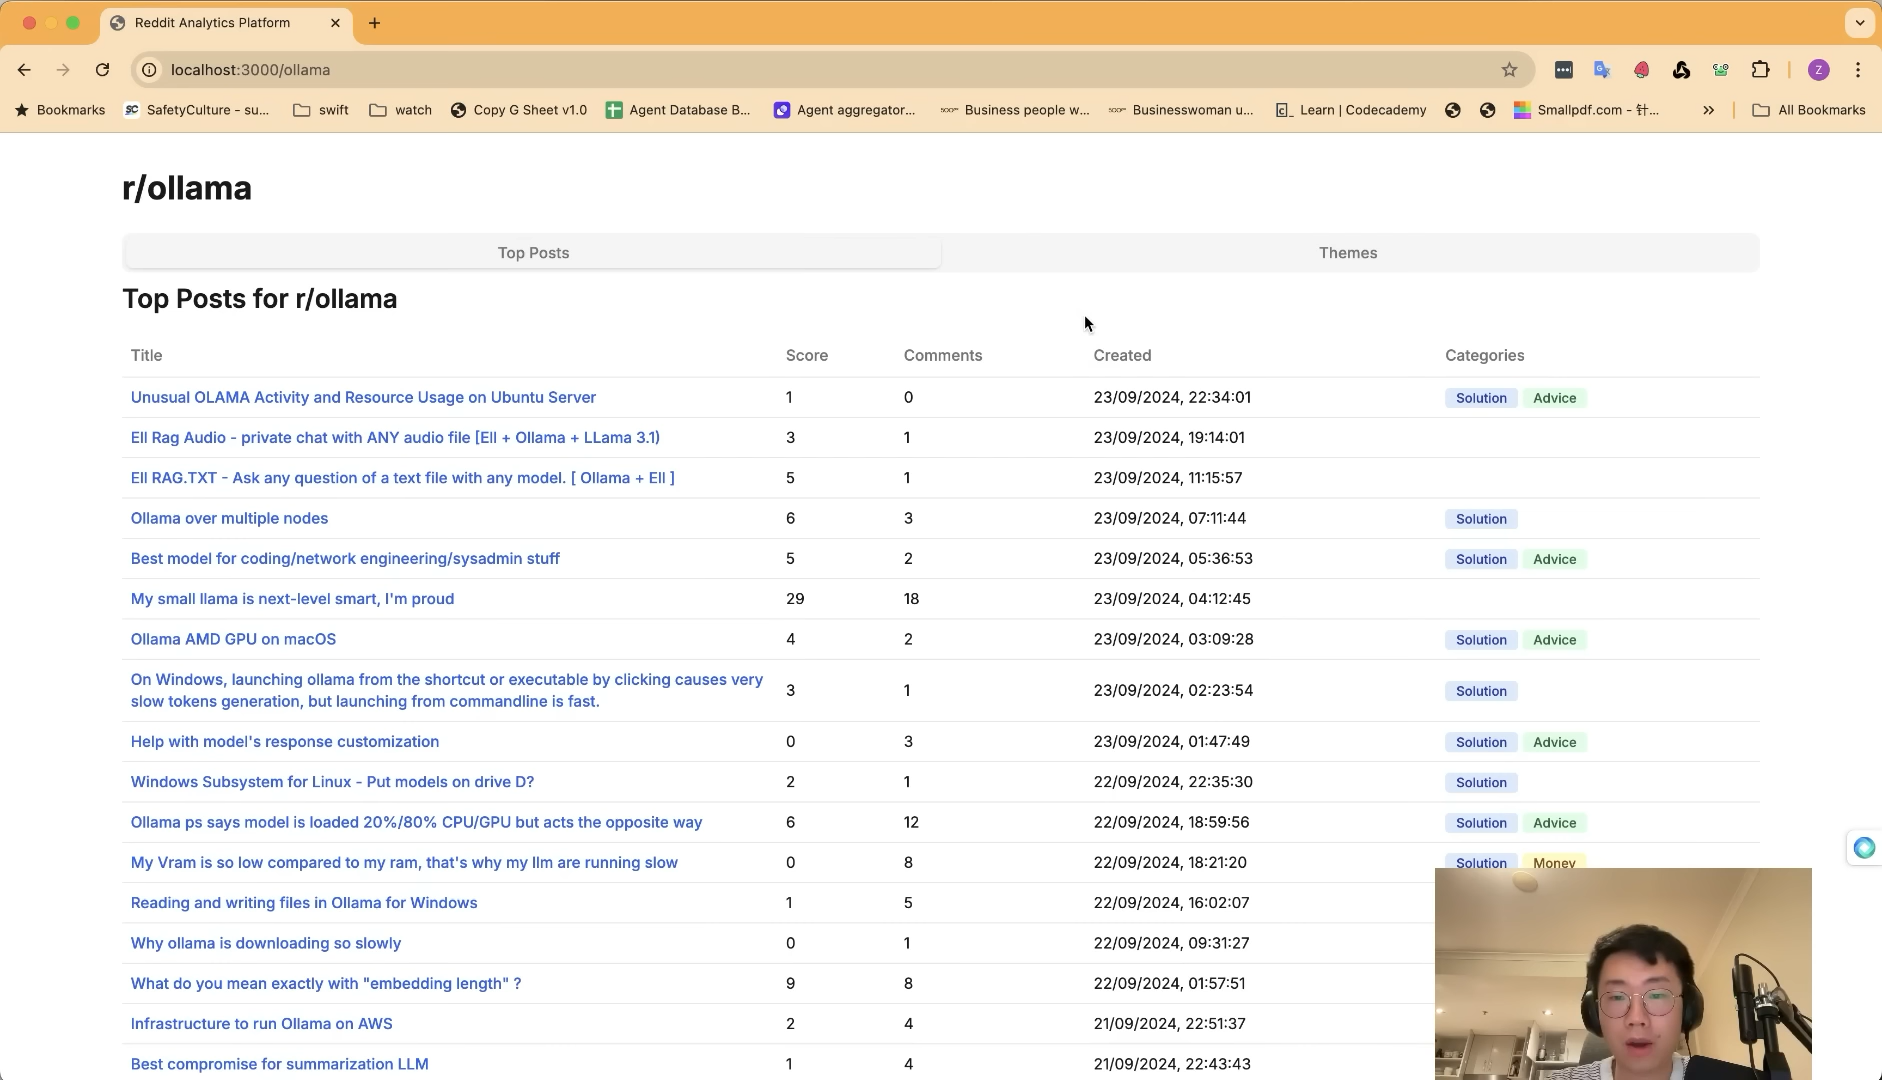 Reddit Analytics Platform
localhost:3000/ollama
Z
Bookmarks SafetyCulture - su... swift watch Copy G Sheet v1.0 Agent Database B... Agent aggregator... Business people w... Businesswoman u... Learn | Codecademy Smallpdf.com - 针... All Bookmarks
r/ollama
Top Posts Themes
Top Posts for r/ollama
Title Score Comments Created Categories
Unusual OLAMA Activity and Resource Usage on Ubuntu Server 1 0 23/09/2024, 22:34:01 Solution Advice
Ell Rag Audio - private chat with ANY audio file [Ell + Ollama + LLama 3.1) 3 1 23/09/2024, 19:14:01
Ell RAG.TXT - Ask any question of a text file with any model. [ Ollama + Ell ] 5 1 23/09/2024, 11:15:57
Ollama over multiple nodes 6 3 23/09/2024, 07:11:44 Solution
Best model for coding/network engineering/sysadmin stuff 5 2 23/09/2024, 05:36:53 Solution Advice
My small llama is next-level smart, I'm proud 29 18 23/09/2024, 04:12:45
Ollama AMD GPU on macOS 4 2 23/09/2024, 03:09:28 Solution Advice
On Windows, launching ollama from the shortcut or executable by clicking causes very
slow tokens generation, but launching from commandline is fast. 3 1 23/09/2024, 02:23:54 Solution
Help with model's response customization 0 3 23/09/2024, 01:47:49 Solution Advice
Windows Subsystem for Linux - Put models on drive D? 2 1 22/09/2024, 22:35:30 Solution
Ollama ps says model is loaded 20%/80% CPU/GPU but acts the opposite way 6 12 22/09/2024, 18:59:56 Solution Advice
My Vram is so low compared to my ram, that's why my llm are running slow 0 8 22/09/2024, 18:21:20 Solution Money
Reading and writing files in Ollama for Windows 1 5 22/09/2024, 16:02:07
Why ollama is downloading so slowly 0 1 22/09/2024, 09:31:27
What do you mean exactly with "embedding length" ? 9 8 22/09/2024, 01:57:51
Infrastructure to run Ollama on AWS 2 4 21/09/2024, 22:51:37
Best compromise for summarization LLM 1 4 21/09/2024, 22:43:43